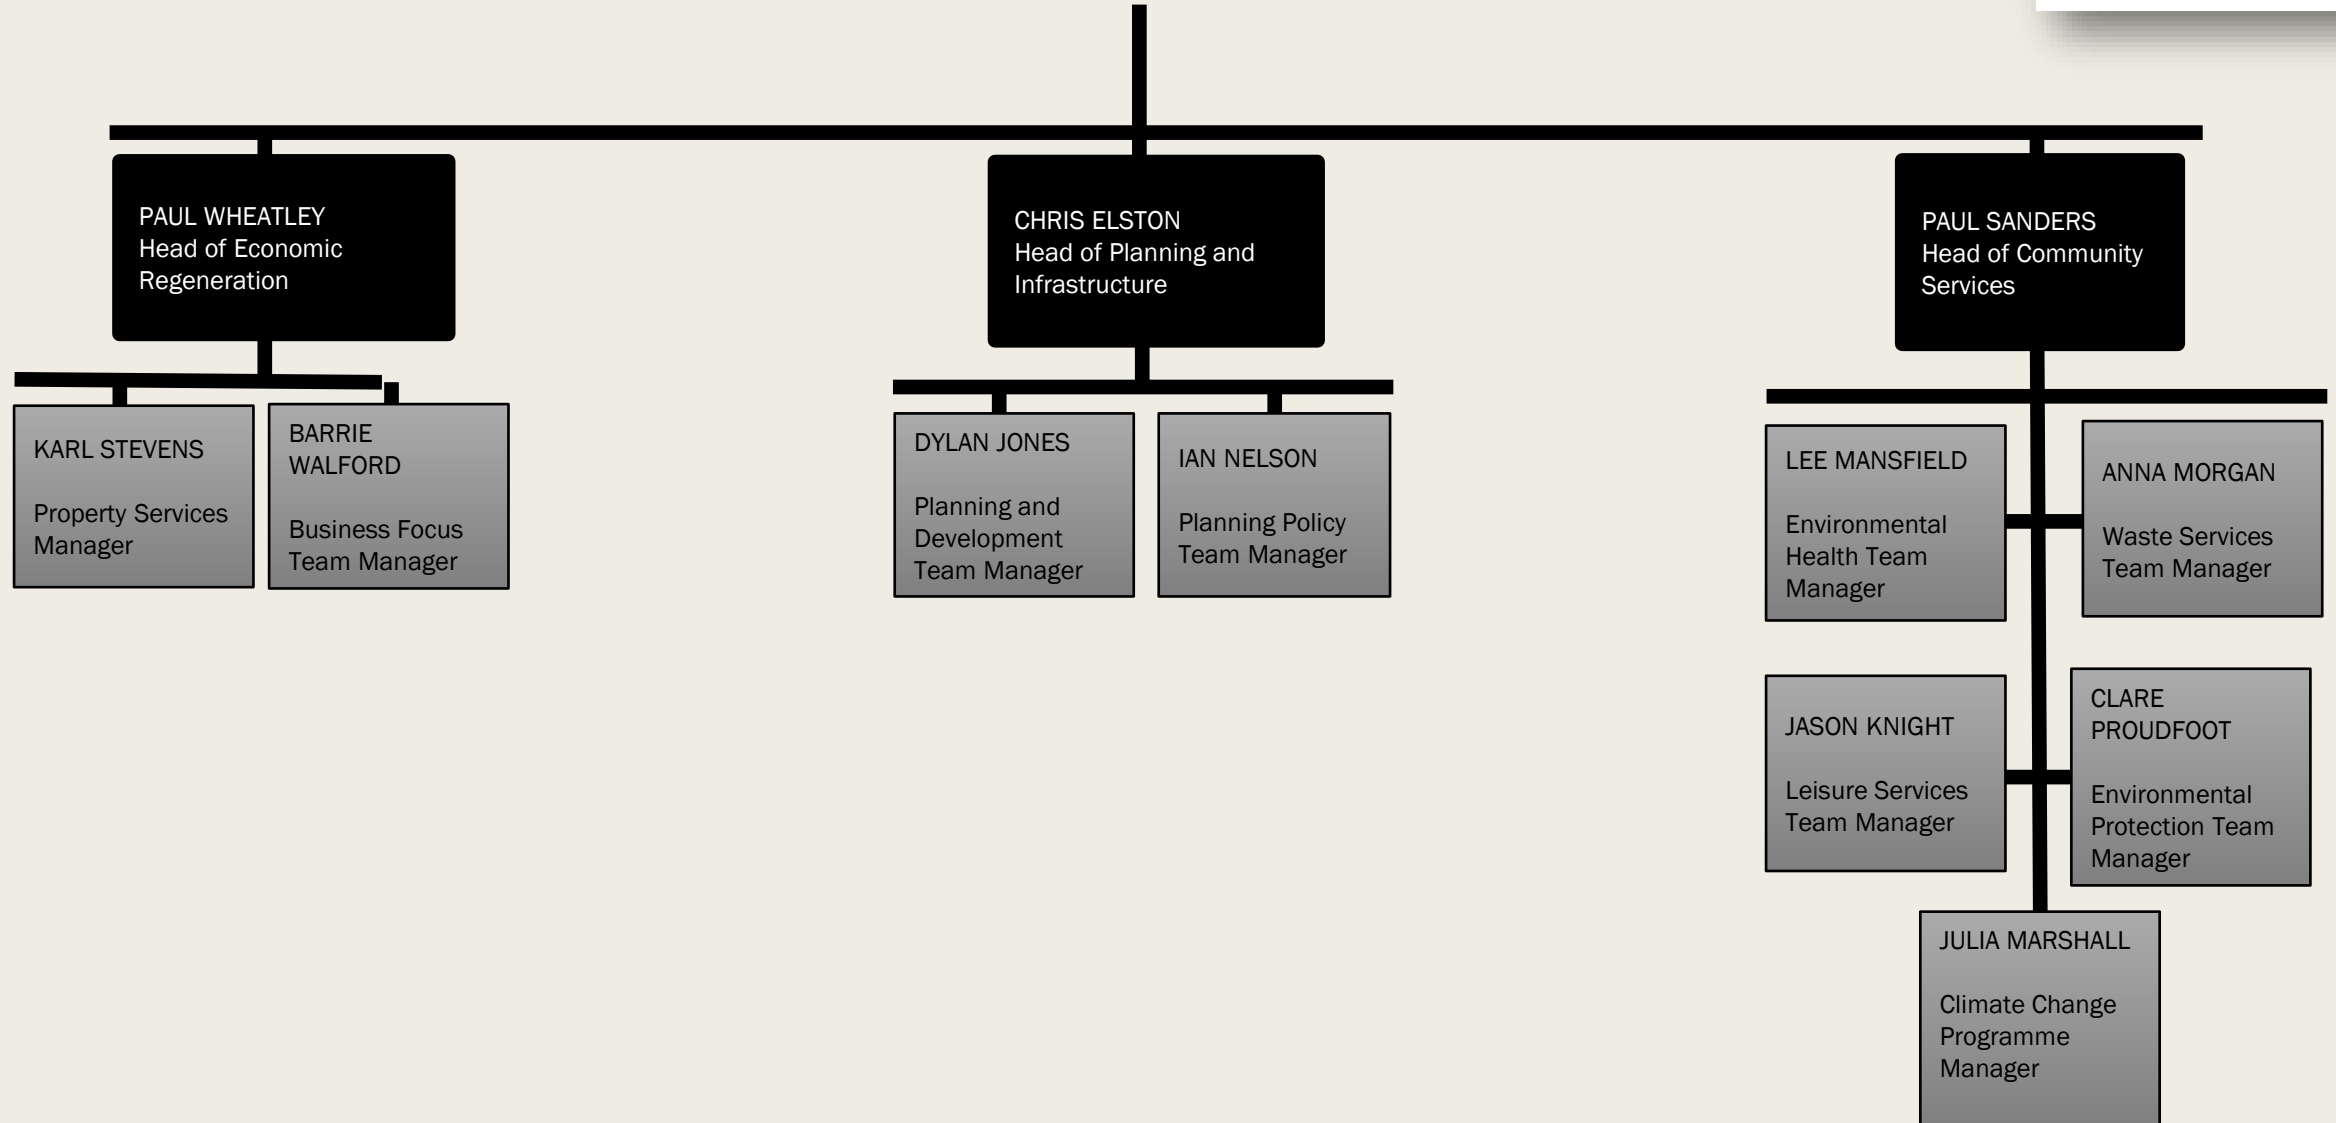 PAUL WHEATLEY
Head of Economic
Regeneration
CHRIS ELSTON
Head of Planning and
Infrastructure
PAUL SANDERS
Head of Community
Services
KARL STEVENS
Property Services
Manager
BARRIE
WALFORD
Business Focus
Team Manager
DYLAN JONES
Planning and
Development
Team Manager
IAN NELSON
Planning Policy
Team Manager
LEE MANSFIELD
Environmental
Health Team
Manager
ANNA MORGAN
Waste Services
Team Manager
JASON KNIGHT
Leisure Services
Team Manager
CLARE
PROUDFOOT
Environmental
Protection Team
Manager
JULIA MARSHALL
Climate Change
Programme
Manager